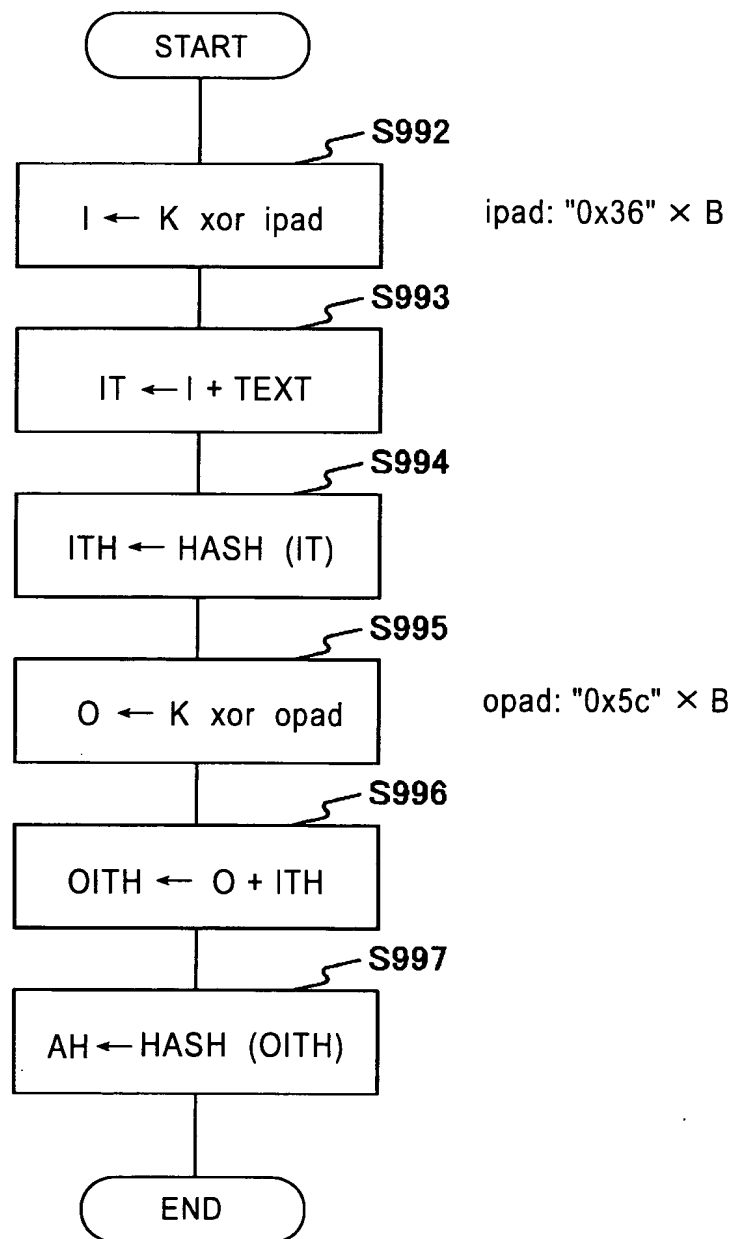 START
S992
I ← K xor ipad
ipad: "0x36" × B
S993
IT ← I + TEXT
S994
ITH ← HASH (IT)
S995
O ← K xor opad
opad: "0x5c" × B
S996
OITH ← O + ITH
S997
AH ← HASH (OITH)
END